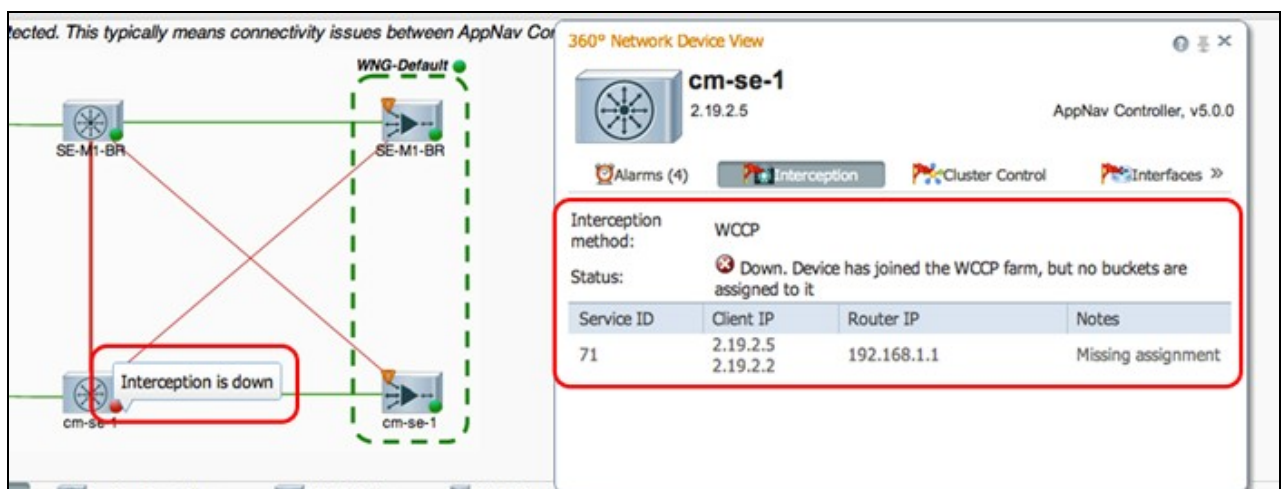 ected. This typically means connectivity issues between AppNav Cor
WNG-Default
SE-M1-BR
SE-M1-BR
Interception is down
cm-se-1
cm-se-1
360° Network Device View
cm-se-1
2.19.2.5
AppNav Controller, v5.0.0
Alarms (4)
Interception
Cluster Control
Interfaces »
Interception method:
WCCP
Status:
Down. Device has joined the WCCP farm, but no buckets are
assigned to it
Service ID Client IP Router IP Notes
71 2.19.2.5 192.168.1.1 Missing assignment
2.19.2.2